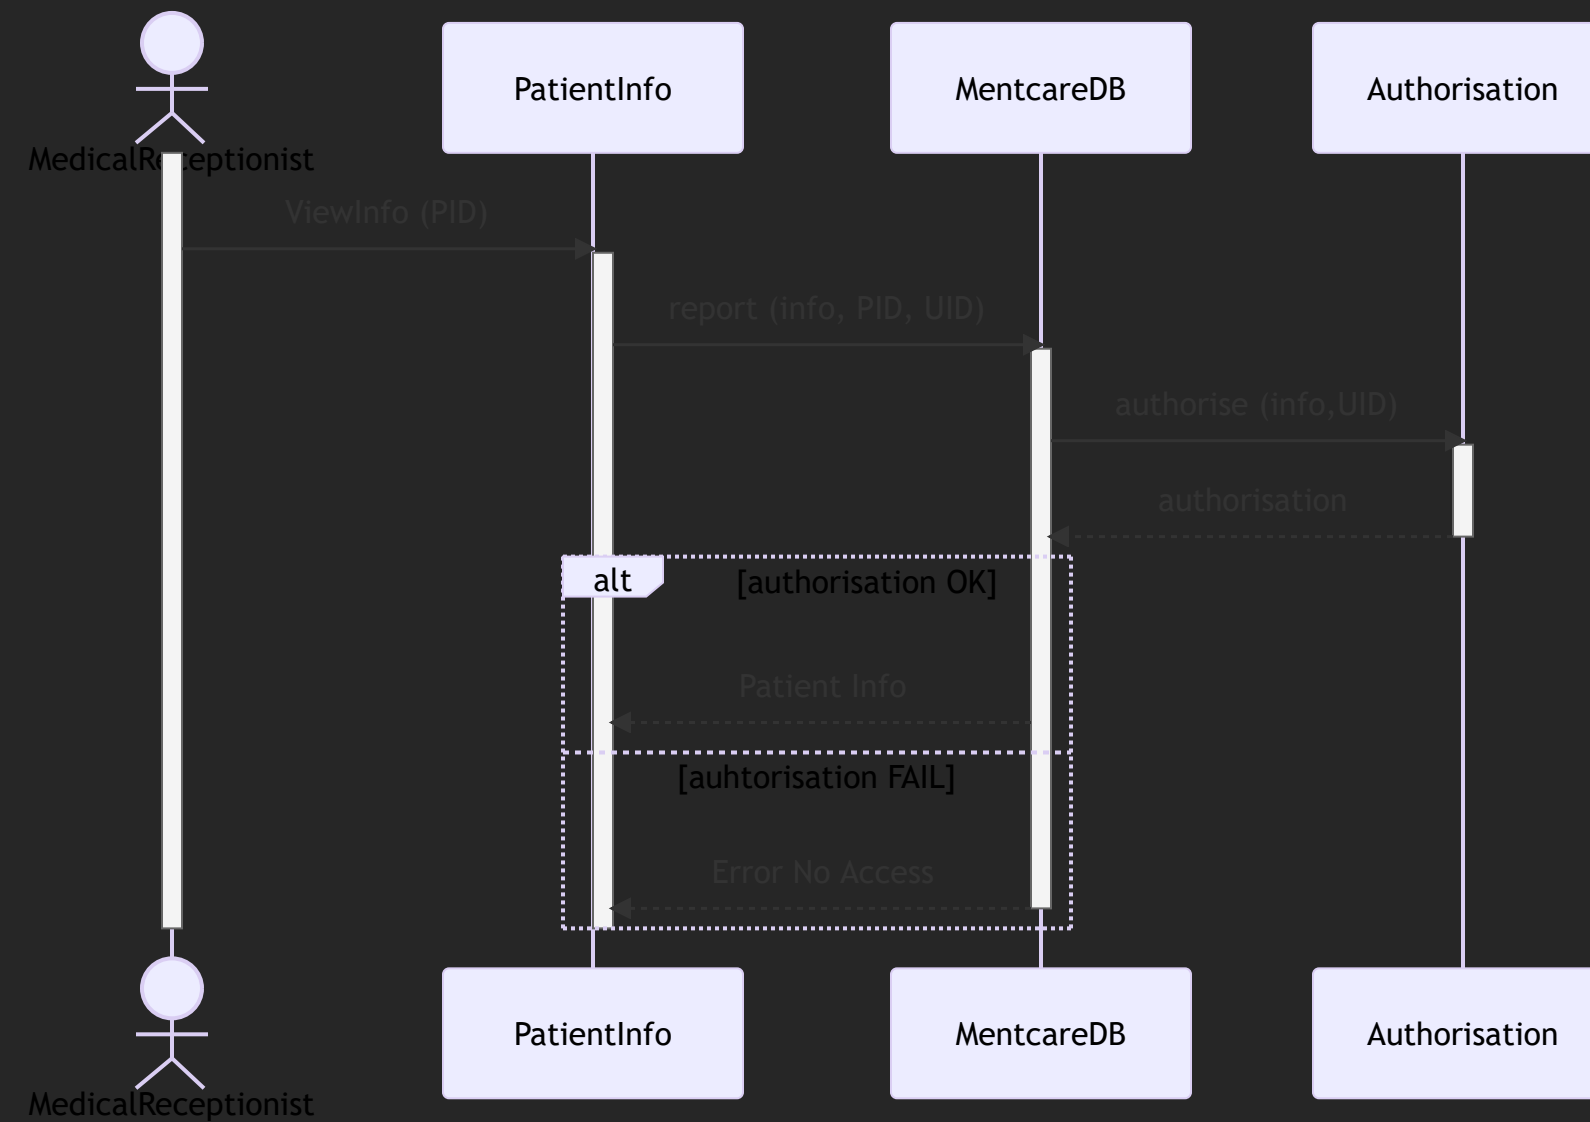 PatientInfo
MentcareDB
Authorisation
MedicalReceptionist
ViewInfo (PID)
report (info, PID, UID)
authorise (info,UID)
authorisation
alt
[authorisation OK]
Patient Info
[auhtorisation FAIL]
Error No Access
PatientInfo
MentcareDB
Authorisation
MedicalReceptionist